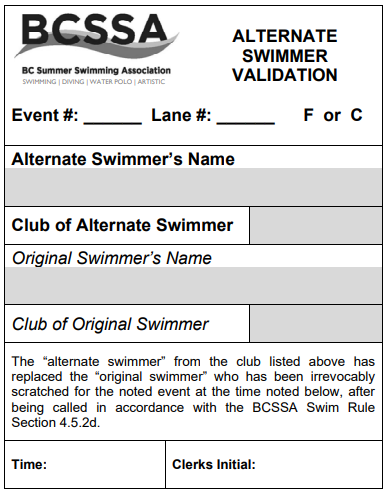 BCSSA
BC Summer Swimming Association
SWIMMING | DIVING | WATER POLO | ARTISTIC
ALTERNATE
SWIMMER
VALIDATION
Event #: ______ Lane #: ______ F or C
Alternate Swimmer’s Name
Club of Alternate Swimmer
Original Swimmer’s Name
Club of Original Swimmer
The “alternate swimmer” from the club listed above has
replaced the “original swimmer” who has been irrevocably
scratched for the noted event at the time noted below, after
being called in accordance with the BCSSA Swim Rule
Section 4.5.2d.
Time: Clerks Initial: